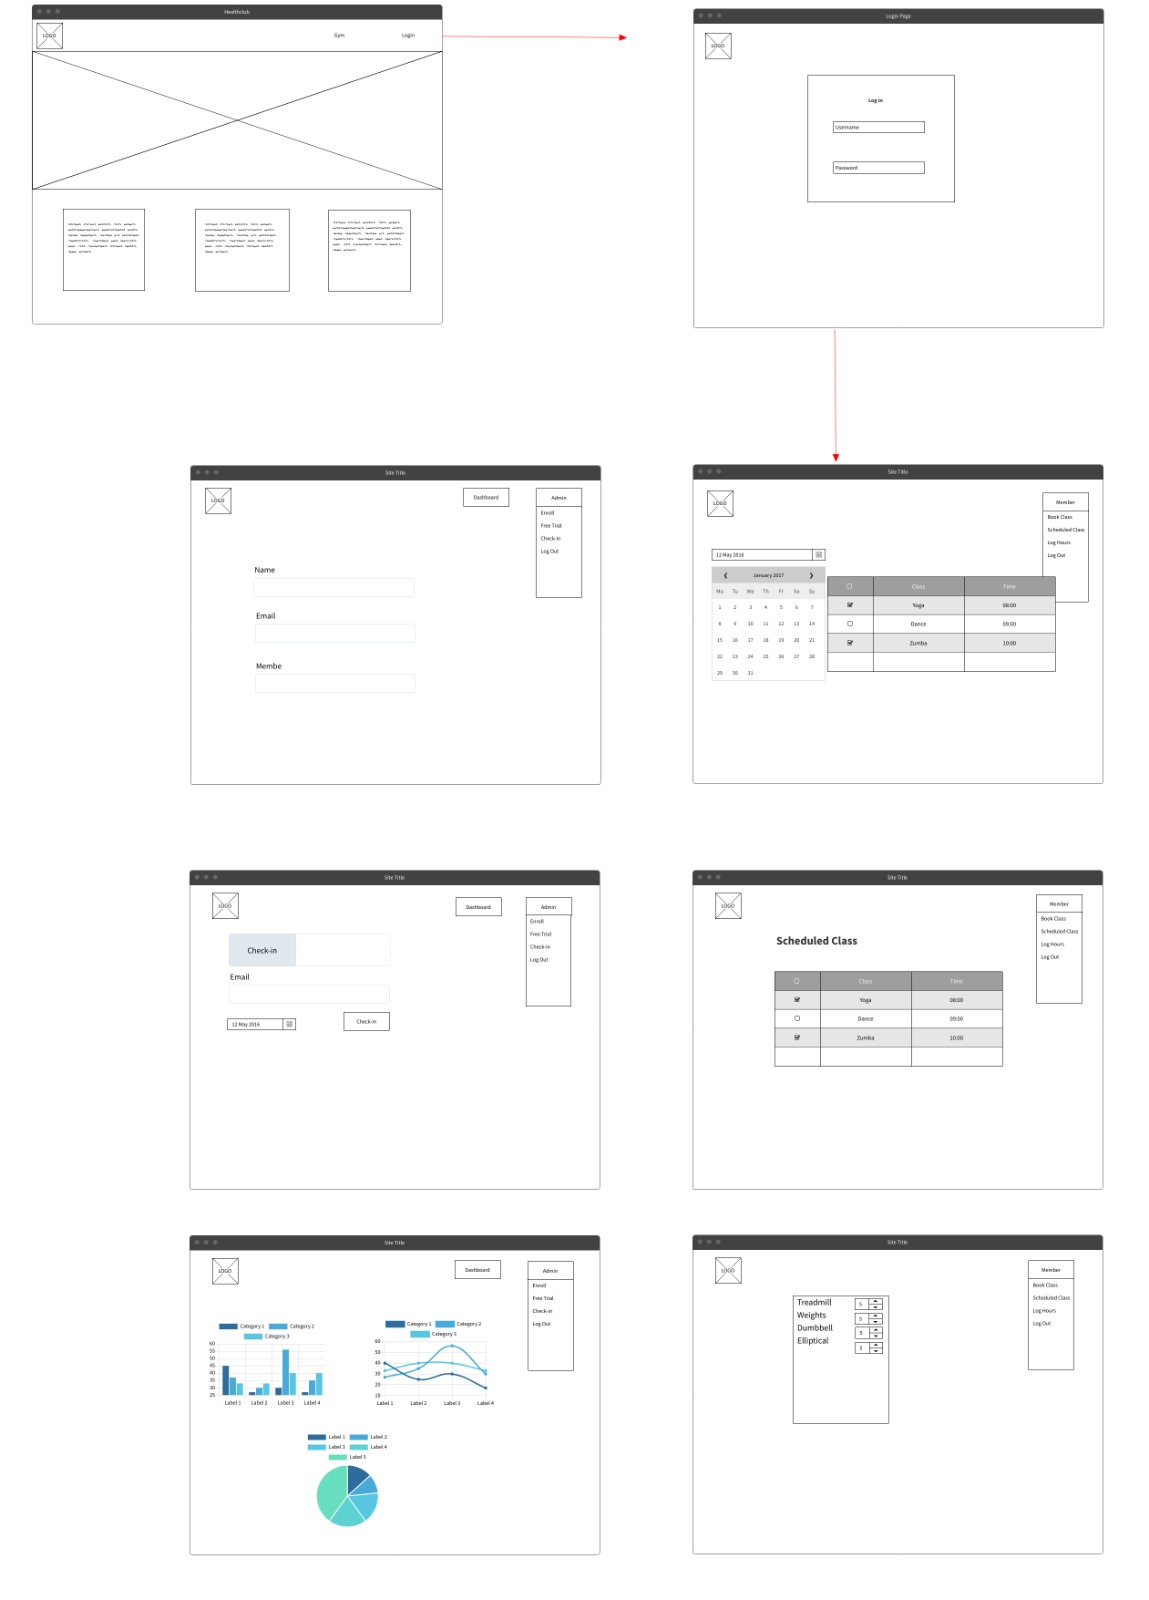 Healthclub
LOGO
Gym
Login
Login Page
LOGO
Log in
Username
Password
Site Title
LOGO
Dashboard
Admin
Enroll
Free Trial
Check-in
Log Out
Name
Email
Membe
Site Title
LOGO
Member
Book Class
Scheduled Class
Log Hours
Log Out
12 May 2016
❮ January 2017 ❯
Mo Tu We Th Fr Sa Su
1 2 3 4 5 6 7
8 9 10 11 12 13 14
15 16 17 18 19 20 21
22 23 24 25 26 27 28
29 30 31
Class Time
Yoga 08:00
Dance 09:00
Zumba 10:00
Site Title
LOGO
Dashboard
Admin
Enroll
Free Trial
Check-in
Log Out
Check-in
Email
12 May 2016
Check-in
Site Title
LOGO
Member
Book Class
Scheduled Class
Log Hours
Log Out
Scheduled Class
Class Time
Yoga 08:00
Dance 09:00
Zumba 10:00
Site Title
LOGO
Dashboard
Admin
Enroll
Free Trial
Check-in
Log Out
Category 1 Category 2
Category 3
60
55
50
45
40
35
30
25
Label 1 Label 2 Label 3 Label 4
Category 1 Category 2
Category 3
60
50
40
30
20
10
Label 1 Label 2 Label 3 Label 4
Label 1 Label 2
Label 3 Label 4
Label 5
Site Title
LOGO
Member
Book Class
Scheduled Class
Log Hours
Log Out
Treadmill 5
Weights 5
Dumbbell 5
Elliptical 5